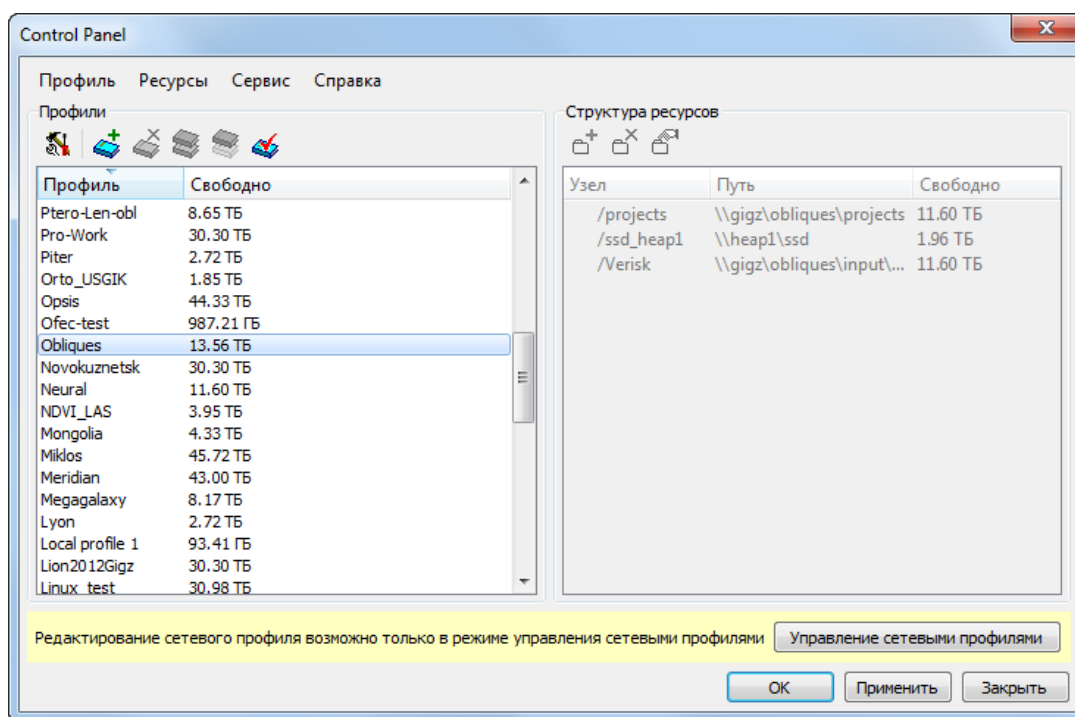 Control Panel
Профиль Ресурсы Сервис Справка
Профили
Профиль Свободно
Ptero-Len-obl 8.65 ТБ
Pro-Work 30.30 ТБ
Piter 2.72 ТБ
Orto_USGIK 1.85 ТБ
Opsis 44.33 ТБ
Ofec-test 987.21 ГБ
Obliques 13.56 ТБ
Novokuznetsk 30.30 ТБ
Neural 11.60 ТБ
NDVI_LAS 3.95 ТБ
Mongolia 4.33 ТБ
Miklos 45.72 ТБ
Meridian 43.00 ТБ
Megagalaxy 8.17 ТБ
Lyon 2.72 ТБ
Local profile 1 93.41 ГБ
Lion2012Gigz 30.30 ТБ
Linux_test 30.98 ТБ
Структура ресурсов
Узел Путь Свободно
/projects \\gigz\obliques\projects 11.60 ТБ
/ssd_heap1 \\heap1\ssd 1.96 ТБ
/Verisk \\gigz\obliques\input\... 11.60 ТБ
Редактирование сетевого профиля возможно только в режиме управления сетевыми профилями Управление сетевыми профилями
OK Применить Закрыть